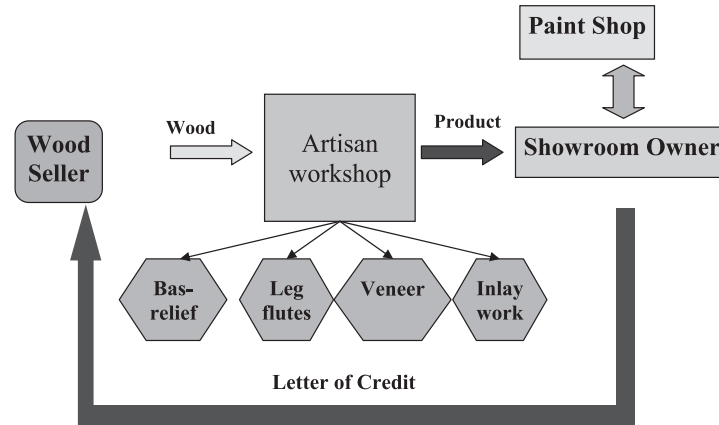 Paint Shop
Wood
Product
Wood
Seller
Artisan
workshop
Showroom Owner
Bas-
relief
Leg
flutes
Veneer
Inlay
work
Letter of Credit